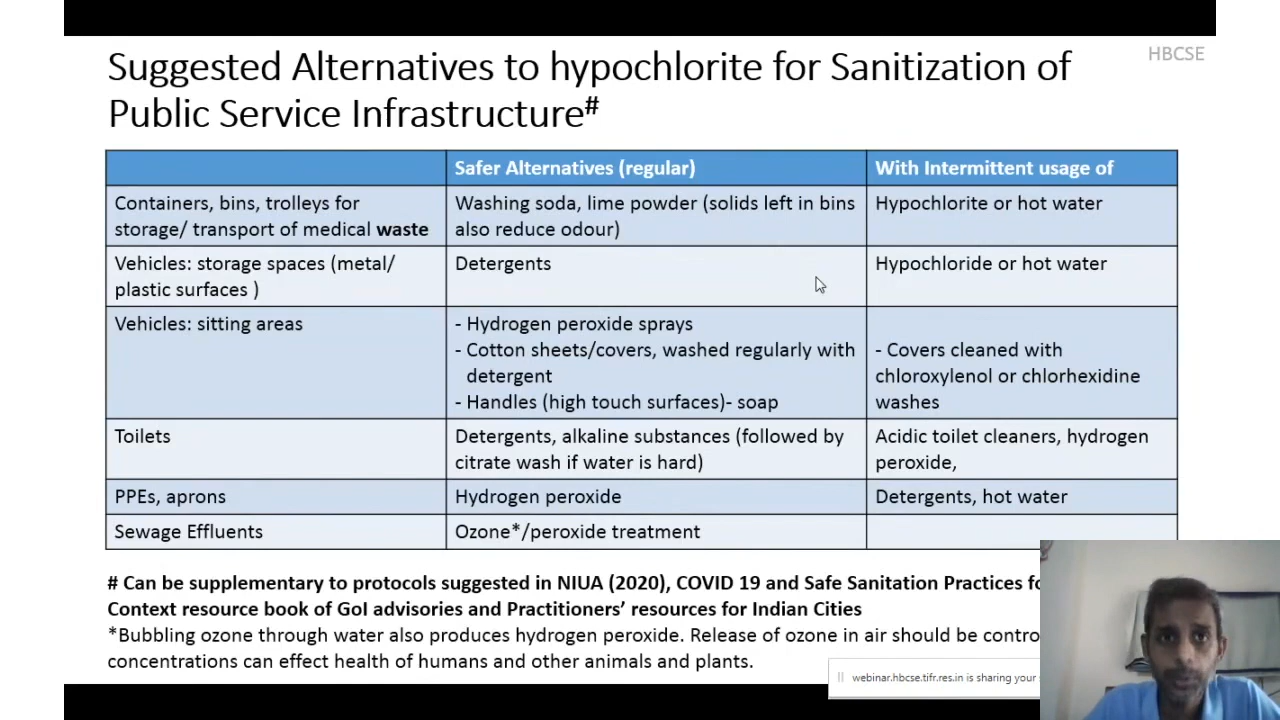 HBCSE
Suggested Alternatives to hypochlorite for Sanitization of
Public Service Infrastructure#
Safer Alternatives (regular)
With Intermittent usage of
Containers, bins, trolleys for
storage/ transport of medical waste
Washing soda, lime powder (solids left in bins
also reduce odour)
Hypochlorite or hot water
Vehicles: storage spaces (metal/
plastic surfaces )
Detergents
Hypochloride or hot water
Vehicles: sitting areas
- Hydrogen peroxide sprays
- Cotton sheets/covers, washed regularly with
detergent
- Handles (high touch surfaces)- soap
- Covers cleaned with
chloroxylenol or chlorhexidine
washes
Toilets
Detergents, alkaline substances (followed by
citrate wash if water is hard)
Acidic toilet cleaners, hydrogen
peroxide,
PPEs, aprons
Hydrogen peroxide
Detergents, hot water
Sewage Effluents
Ozone*/peroxide treatment
# Can be supplementary to protocols suggested in NIUA (2020), COVID 19 and Safe Sanitation Practices
Context resource book of GoI advisories and Practitioners’ resources for Indian Cities
*Bubbling ozone through water also produces hydrogen peroxide. Release of ozone in air should be
concentrations can effect health of humans and other animals and plants.
webinar.hbcse.tifr.res.in is sharing your